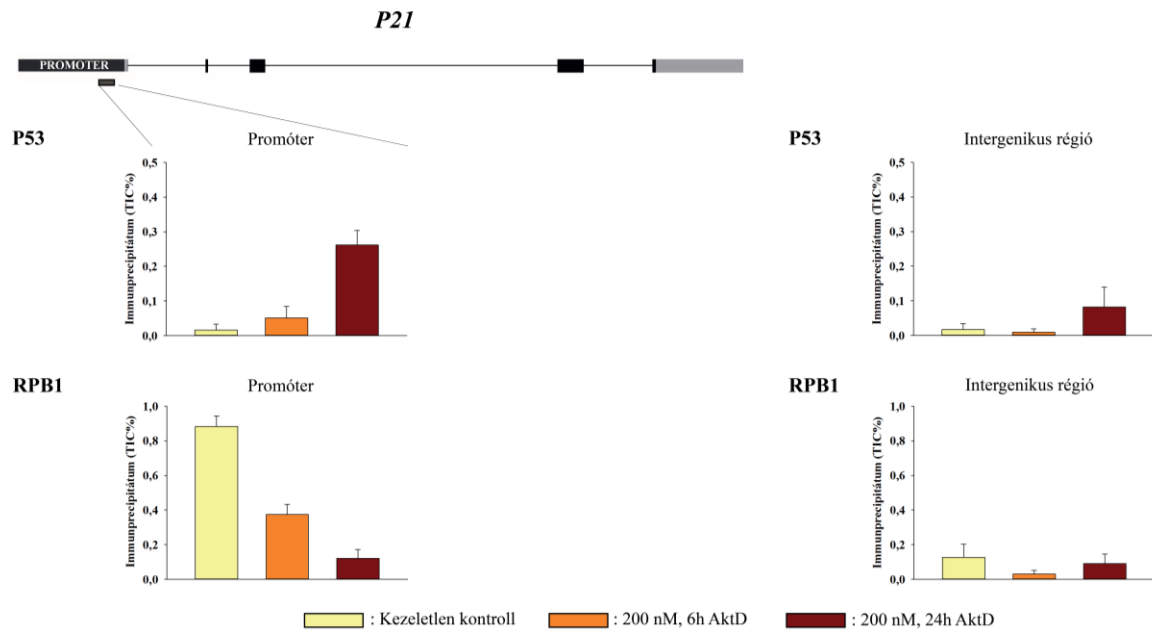 P21
PROMOTER
P53
Promóter
Immunprecipitátum (TIC%)
0,5
0,4
0,3
0,2
0,1
0,0
P53
Intergenikus régió
Immunprecipitátum (TIC%)
0,5
0,4
0,3
0,2
0,1
0,0
RPB1
Promóter
Immunprecipitátum (TIC%)
1,0
0,8
0,6
0,4
0,2
0,0
RPB1
Intergenikus régió
Immunprecipitátum (TIC%)
1,0
0,8
0,6
0,4
0,2
0,0
: Kezeletlen kontroll : 200 nM, 6h AktD : 200 nM, 24h AktD